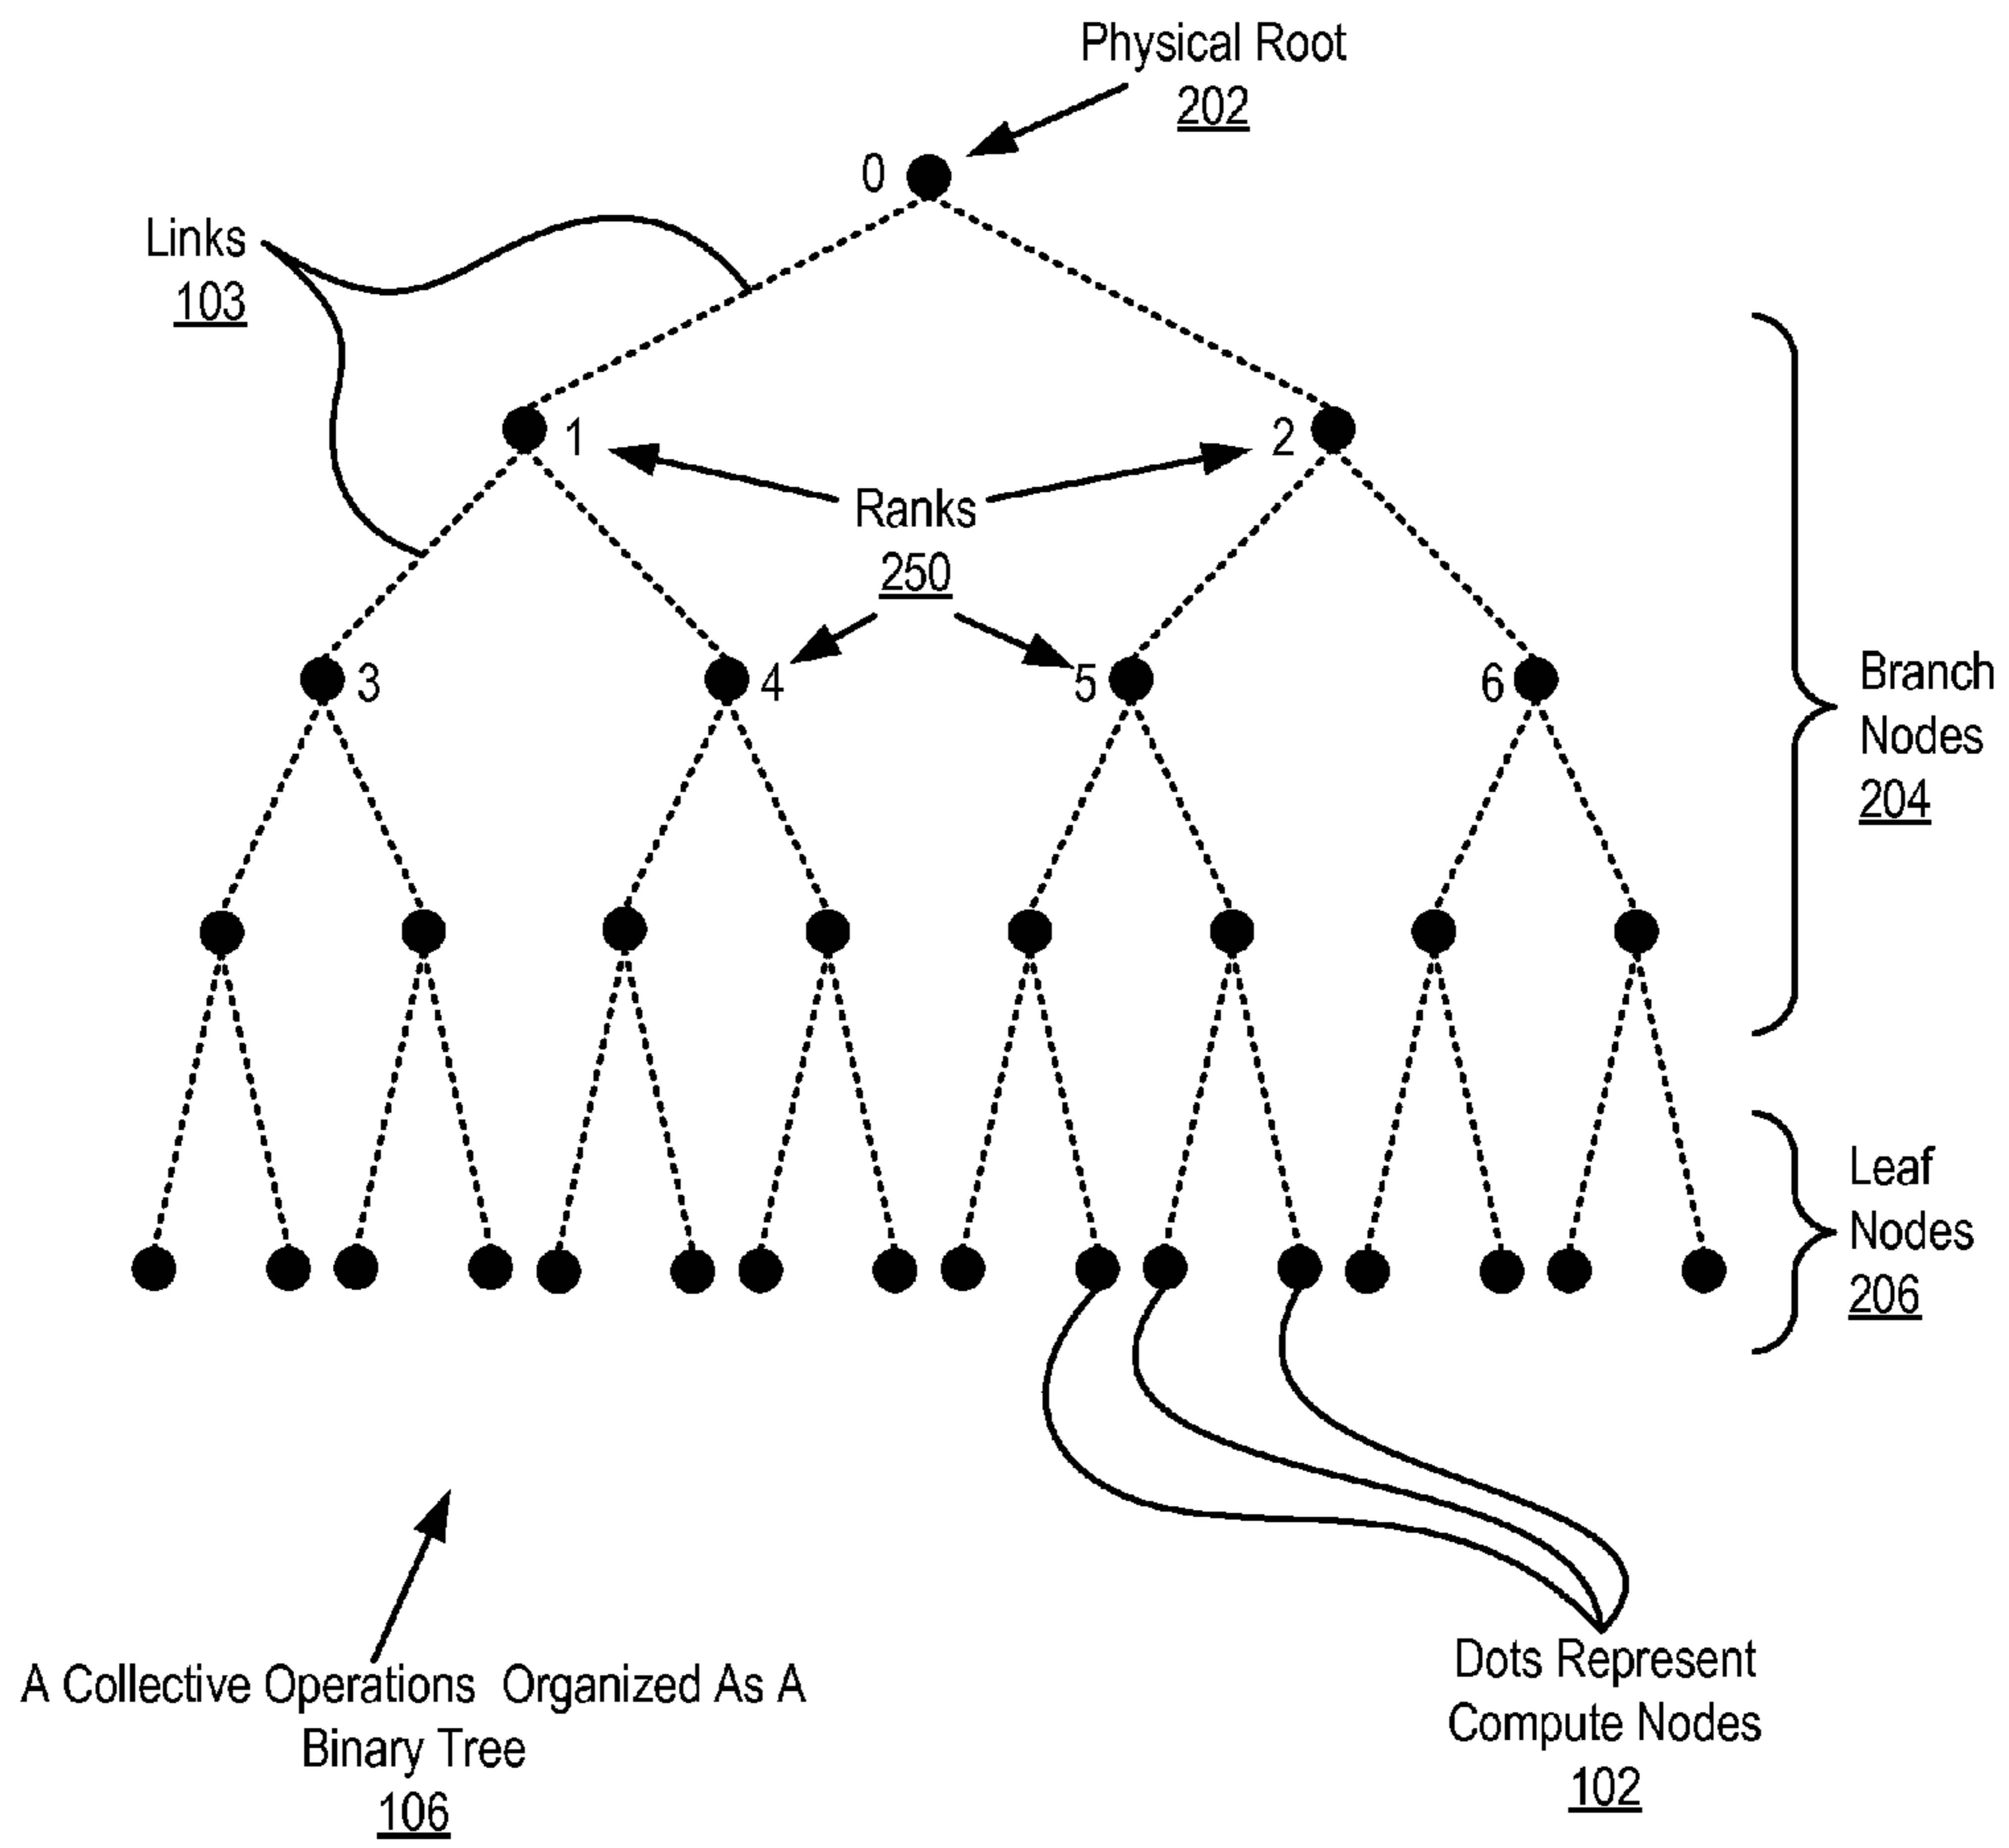 Physical Root
202
0
Links
103
1
2
Ranks
250
3
4
5
6
Branch
Nodes
204
Leaf
Nodes
206
A Collective Operations Organized As A
Binary Tree
106
Dots Represent
Compute Nodes
102